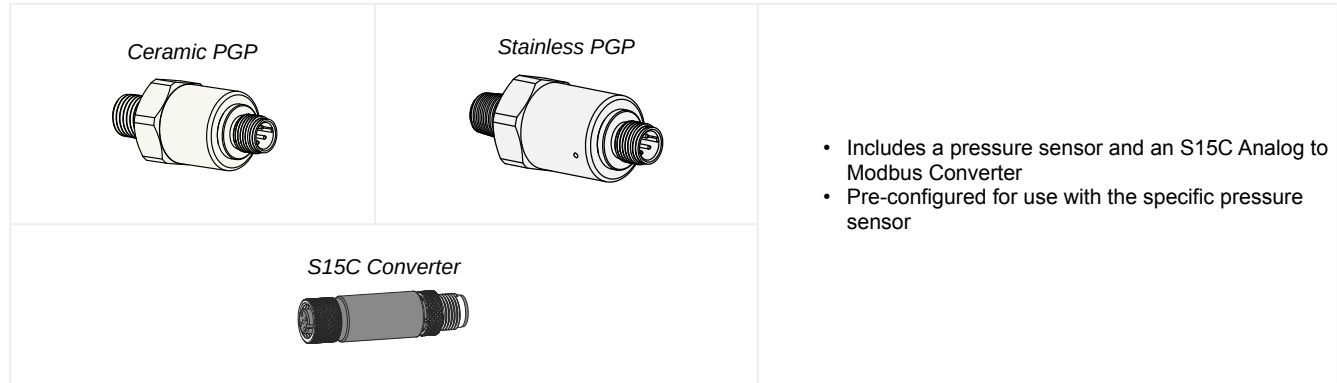 Ceramic PGP
Stainless PGP
S15C Converter
• Includes a pressure sensor and an S15C Analog to
Modbus Converter
• Pre-configured for use with the specific pressure
sensor